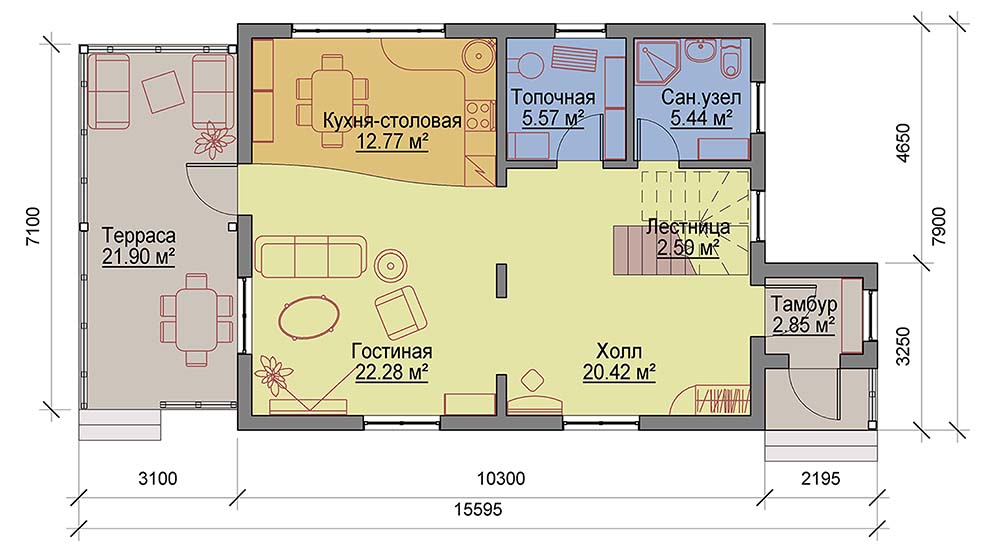 Кухня-столовая
12.77 м²
Топочная
5.57 м²
Сан.узел
5.44 м²
Терраса
21.90 м²
Лестница
2.50 м²
Тамбур
2.85 м²
Гостиная
22.28 м²
Холл
20.42 м²
7100
4650
7900
3250
3100
10300
2195
15595